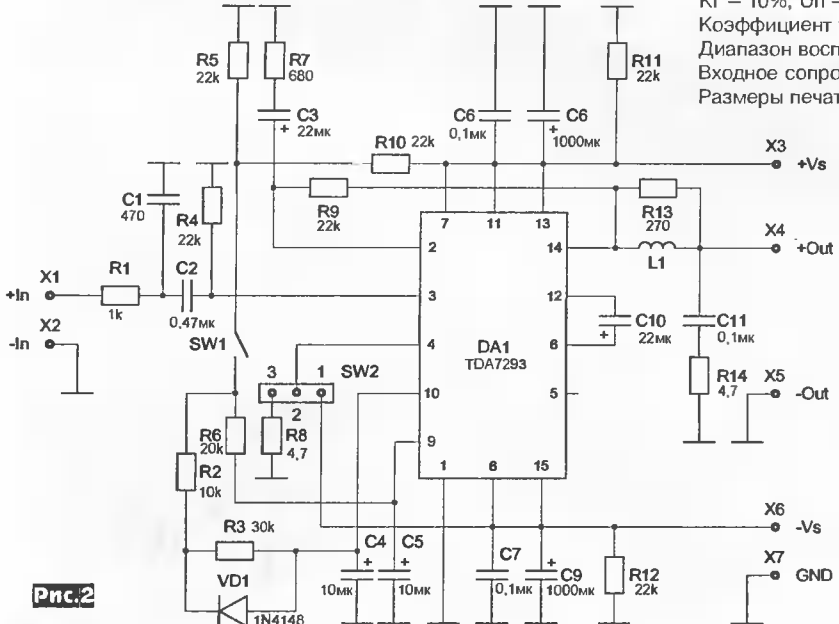 КГ – 10%, Un –
Коэффициент
Диапазон восп
Входное сопро
Размеры печат
R5
22k
R7
680
C3
+ 22мк
C6
0,1мк
C6
+ 1000мк
R11
22k
R10 22k
X3
+Vs
C1
470
R4
22k
R9
22k
R13
270
7 11 13
X4
+Out
2
14
L1
X1
+In
R1
1k
C2
0,47мк
3
12
X2
-In
DA1
TDA7293
C10
+ 22мк
C11
0,1мк
SW1
4
6
3 1 SW2
2
R14
4,7
X5
-Out
10
5
R6
20k
R8
4,7
9
R2
10k
1 6 15
X6
-Vs
R3 30k
C4
+
10мк
C5
+
10мк
C7
0,1мк
C9
+
1000мк
R12
22k
X7
GND
VD1
1N4148
Рис.2